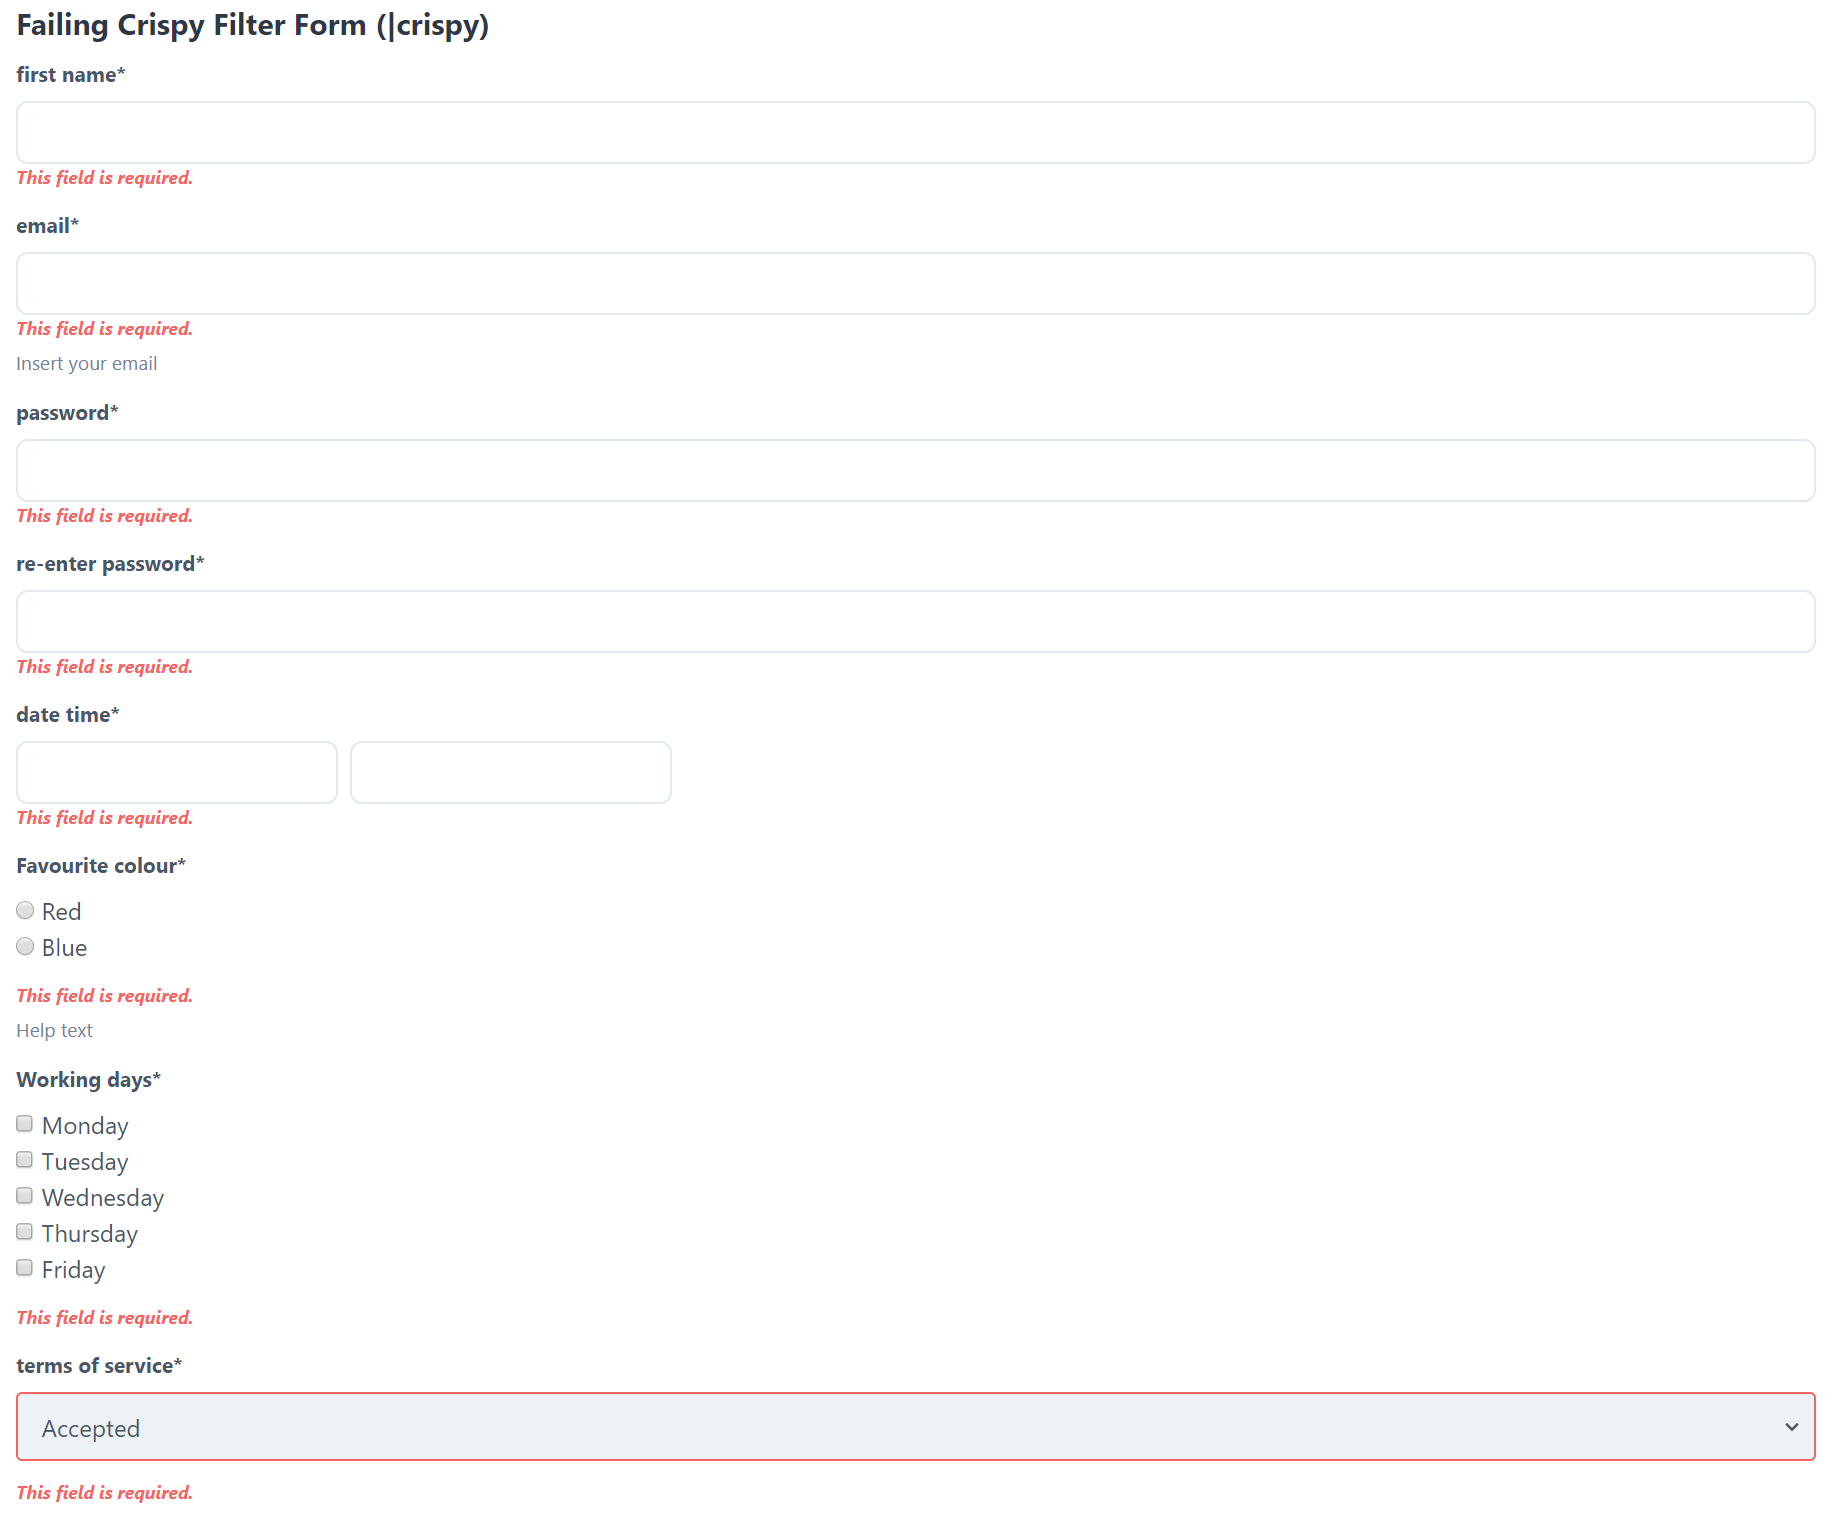 Failing Crispy Filter Form (|crispy)
first name*
This field is required.
email*
This field is required.
Insert your email
password*
This field is required.
re-enter password*
This field is required.
date time*
This field is required.
Favourite colour*
Red
Blue
This field is required.
Help text
Working days*
Monday
Tuesday
Wednesday
Thursday
Friday
This field is required.
terms of service*
Accepted
This field is required.